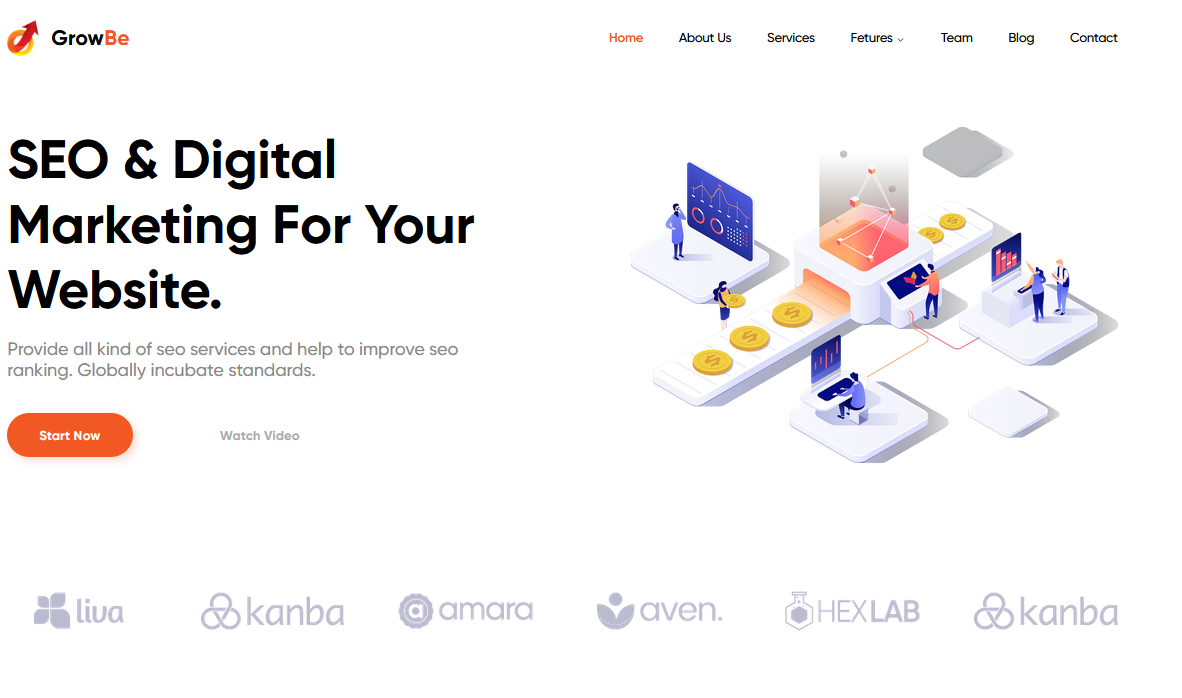 GrowBe
Home About Us Services Fetures Team Blog Contact
SEO & Digital
Marketing For Your
Website.
Provide all kind of seo services and help to improve seo
ranking. Globally incubate standards.
Start Now Watch Video
liva kanba amara aven. HEXLAB kanba